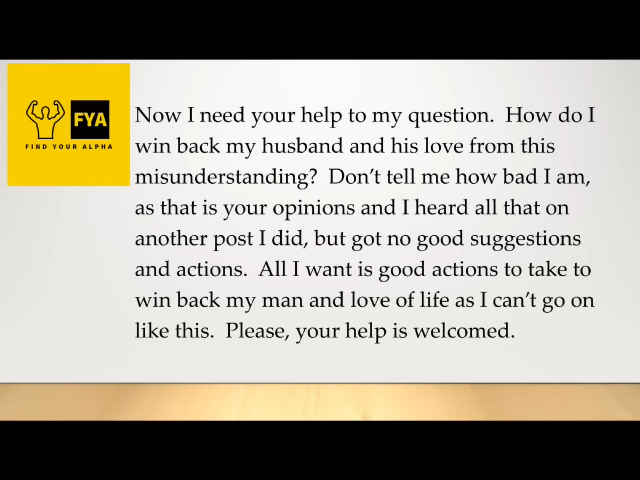 FYA
FIND YOUR ALPHA
Now I need your help to my question.  How do I
win back my husband and his love from this
misunderstanding?  Don’t tell me how bad I am,
as that is your opinions and I heard all that on
another post I did, but got no good suggestions
and actions.  All I want is good actions to take to
win back my man and love of life as I can’t go on
like this.  Please, your help is welcomed.